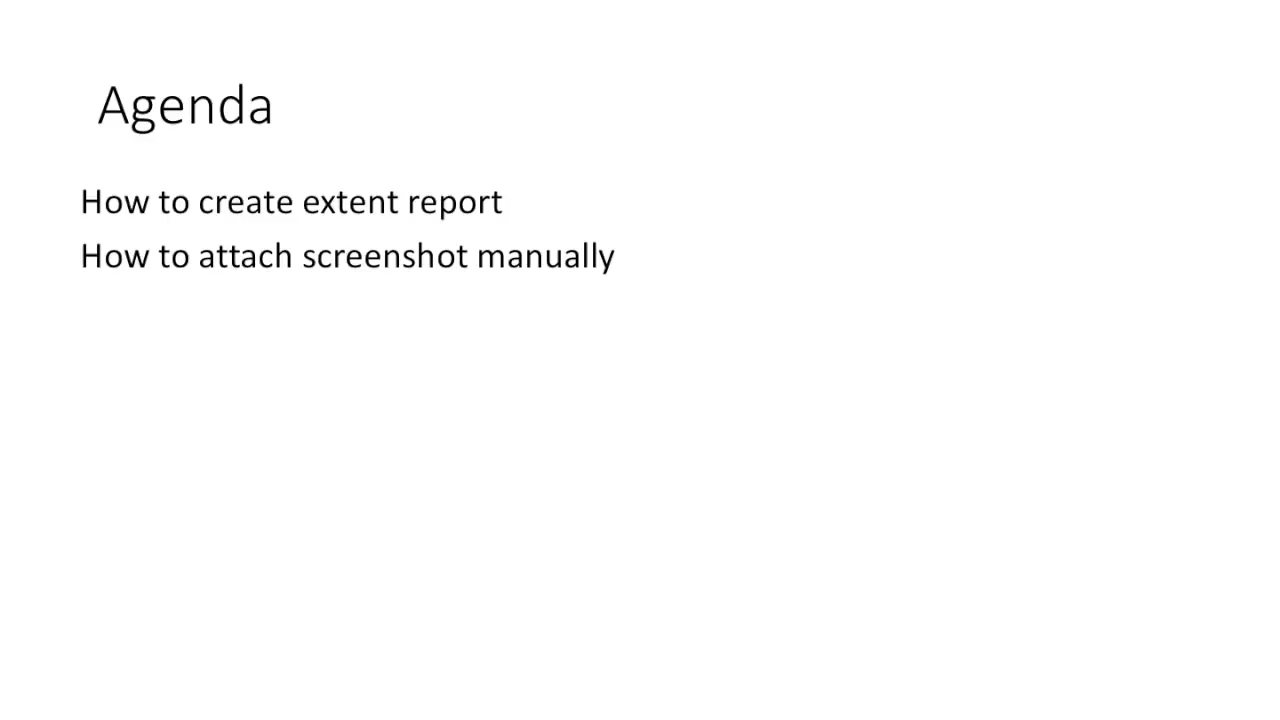 Agenda
How to create extent report
How to attach screenshot manually